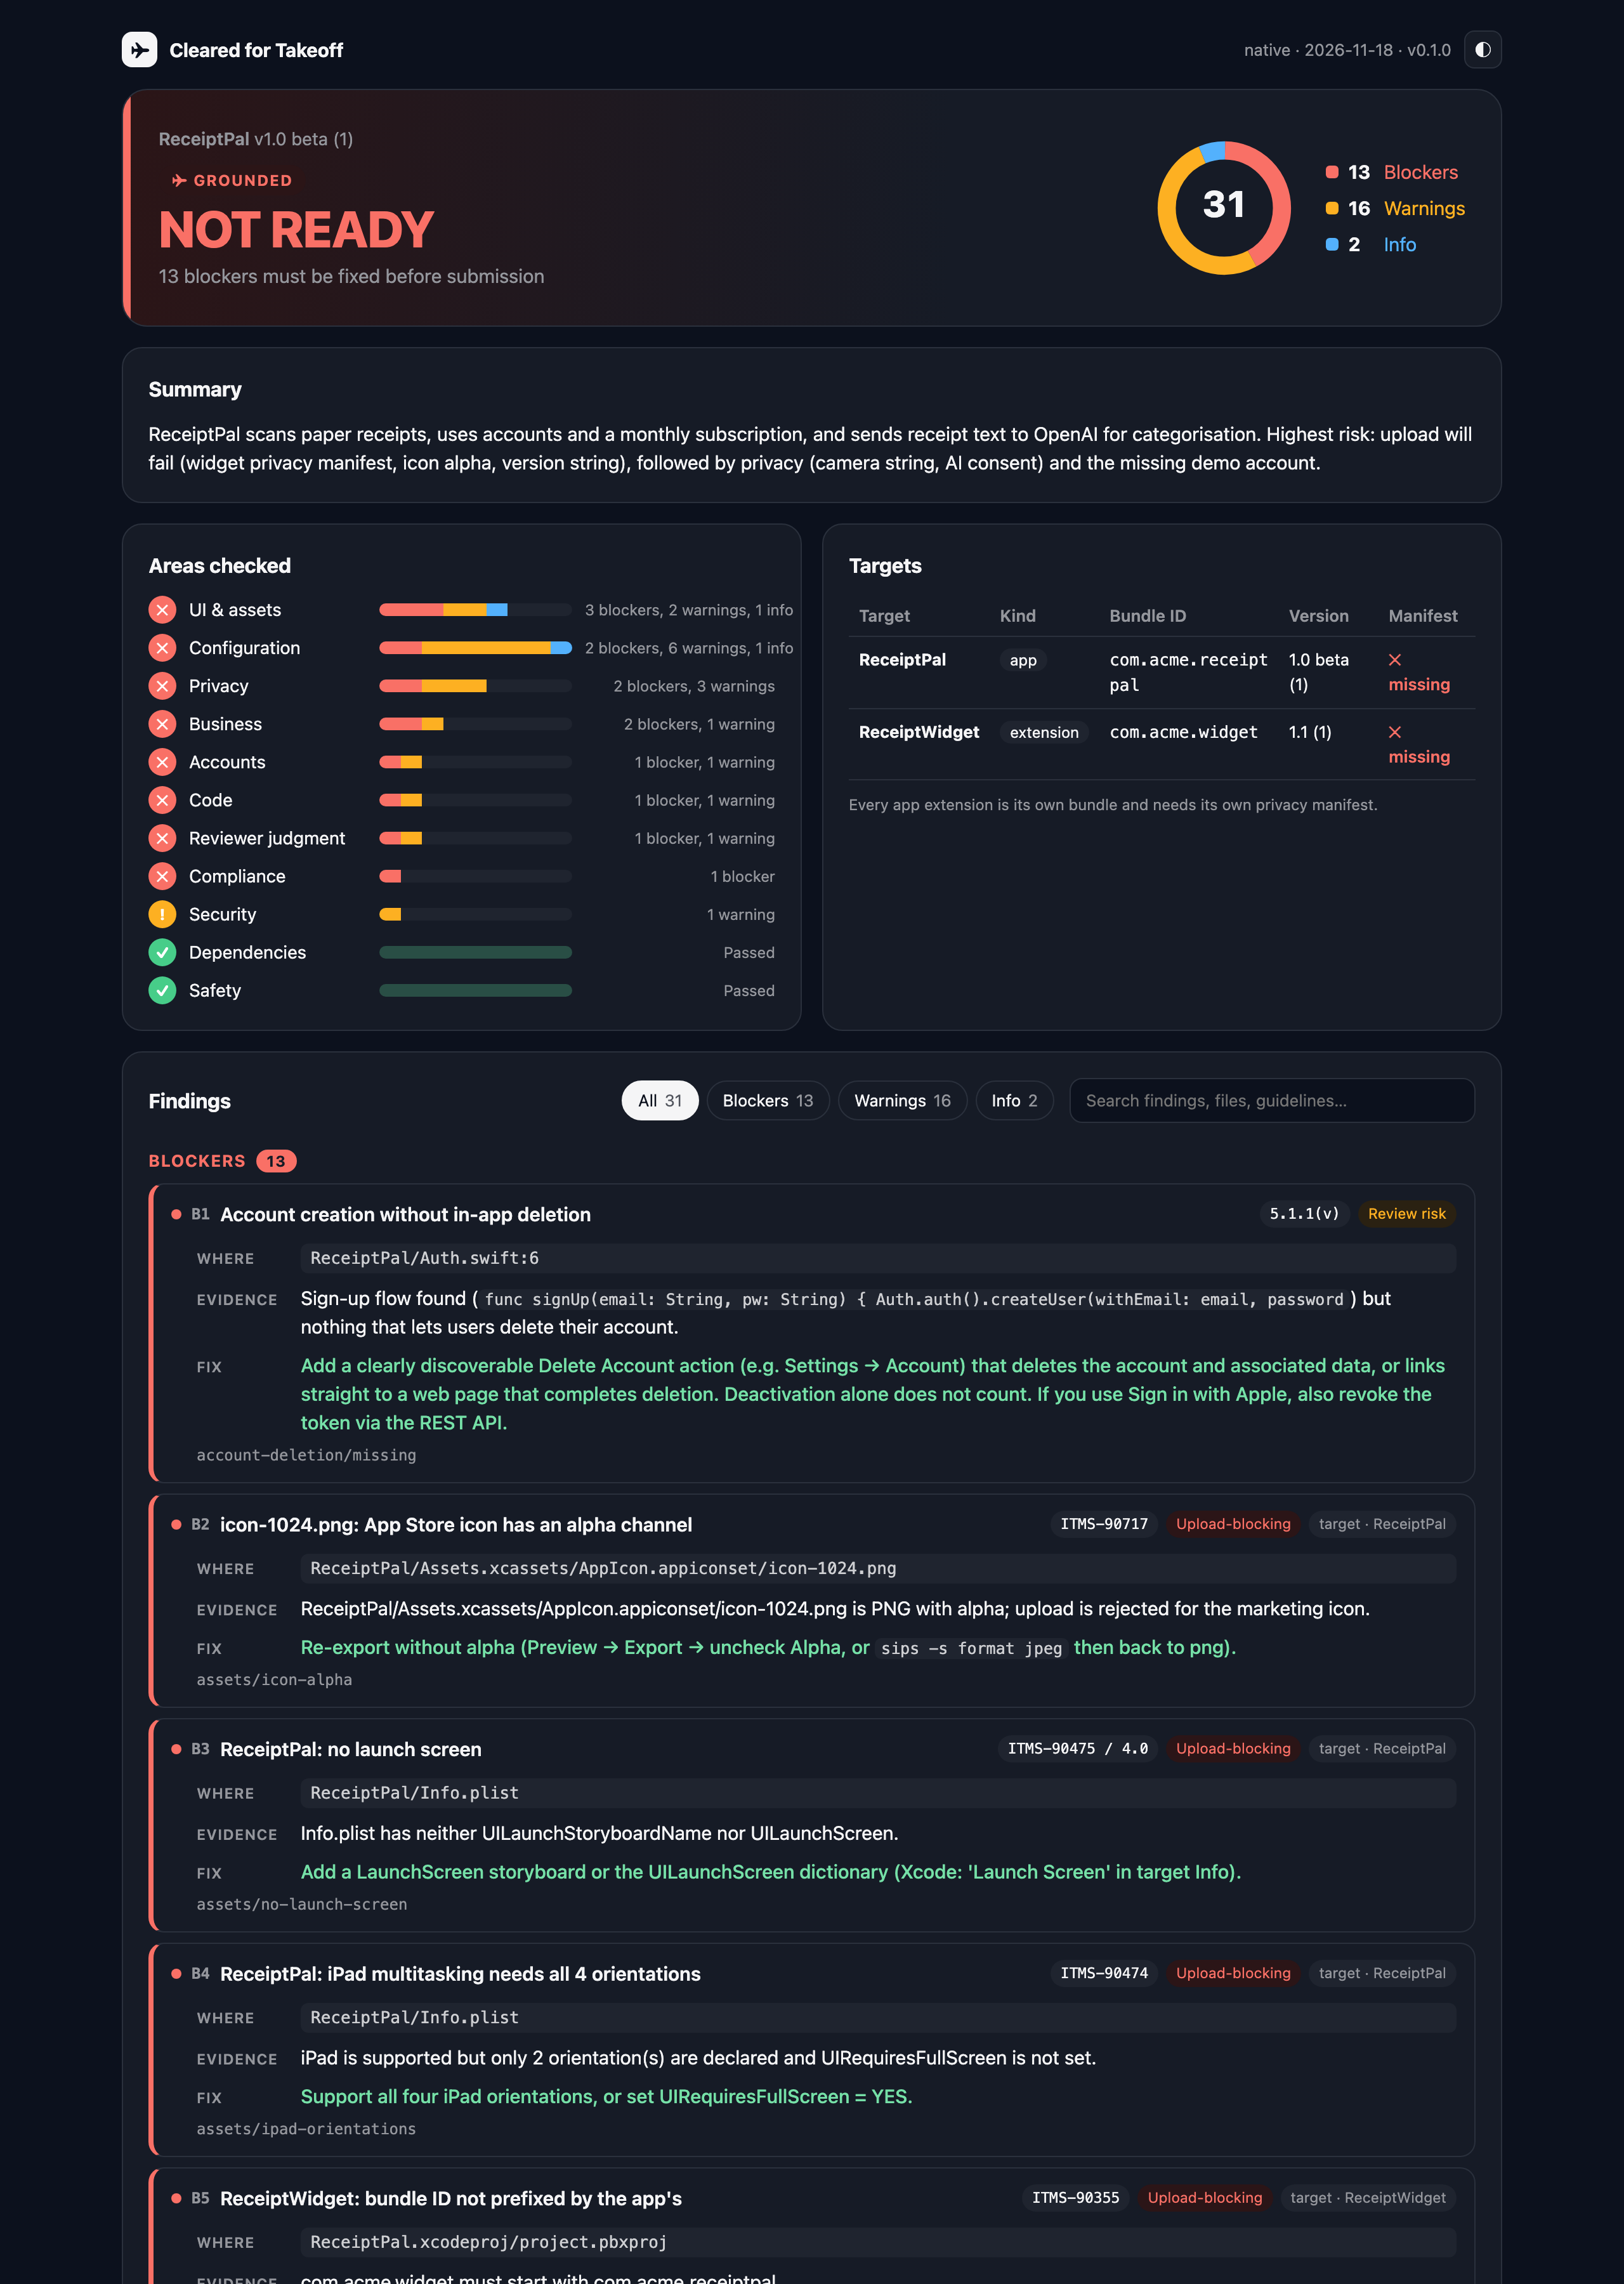 Cleared for Takeoff
native · 2026-11-18 · v0.1.0
ReceiptPal v1.0 beta (1)
GROUNDED
NOT READY
13 blockers must be fixed before submission
31
13 Blockers
16 Warnings
2 Info
Summary
ReceiptPal scans paper receipts, uses accounts and a monthly subscription, and sends receipt text to OpenAI for categorisation. Highest risk: upload will
fail (widget privacy manifest, icon alpha, version string), followed by privacy (camera string, AI consent) and the missing demo account.
Areas checked
UI & assets 3 blockers, 2 warnings, 1 info
Configuration 2 blockers, 6 warnings, 1 info
Privacy 2 blockers, 3 warnings
Business 2 blockers, 1 warning
Accounts 1 blocker, 1 warning
Code 1 blocker, 1 warning
Reviewer judgment 1 blocker, 1 warning
Compliance 1 blocker
Security 1 warning
Dependencies Passed
Safety Passed
Targets
Target Kind Bundle ID Version Manifest
ReceiptPal app com.acme.receipt 1.0 beta ✕
pal (1) missing
ReceiptWidget extension com.acme.widget 1.1 (1) ✕
missing
Every app extension is its own bundle and needs its own privacy manifest.
Findings
All 31 Blockers 13 Warnings 16 Info 2 Search findings, files, guidelines…
BLOCKERS 13
B1 Account creation without in-app deletion 5.1.1(v) Review risk
WHERE ReceiptPal/Auth.swift:6
EVIDENCE Sign-up flow found ( func signUp(email: String, pw: String) { Auth.auth().createUser(withEmail: email, password ) but
nothing that lets users delete their account.
FIX Add a clearly discoverable Delete Account action (e.g. Settings → Account) that deletes the account and associated data, or links
straight to a web page that completes deletion. Deactivation alone does not count. If you use Sign in with Apple, also revoke the
token via the REST API.
account-deletion/missing
B2 icon-1024.png: App Store icon has an alpha channel ITMS-90717 Upload-blocking target · ReceiptPal
WHERE ReceiptPal/Assets.xcassets/AppIcon.appiconset/icon-1024.png
EVIDENCE ReceiptPal/Assets.xcassets/AppIcon.appiconset/icon-1024.png is PNG with alpha; upload is rejected for the marketing icon.
FIX Re-export without alpha (Preview → Export → uncheck Alpha, or sips -s format jpeg then back to png).
assets/icon-alpha
B3 ReceiptPal: no launch screen ITMS-90475 / 4.0 Upload-blocking target · ReceiptPal
WHERE ReceiptPal/Info.plist
EVIDENCE Info.plist has neither UILaunchStoryboardName nor UILaunchScreen.
FIX Add a LaunchScreen storyboard or the UILaunchScreen dictionary (Xcode: 'Launch Screen' in target Info).
assets/no-launch-screen
B4 ReceiptPal: iPad multitasking needs all 4 orientations ITMS-90474 Upload-blocking target · ReceiptPal
WHERE ReceiptPal/Info.plist
EVIDENCE iPad is supported but only 2 orientation(s) are declared and UIRequiresFullScreen is not set.
FIX Support all four iPad orientations, or set UIRequiresFullScreen = YES.
assets/ipad-orientations
B5 ReceiptWidget: bundle ID not prefixed by the app's ITMS-90355 Upload-blocking target · ReceiptWidget
WHERE ReceiptPal.xcodeproj/project.pbxproj
EVIDENCE com.acme.widget must start with com.acme.receiptpal